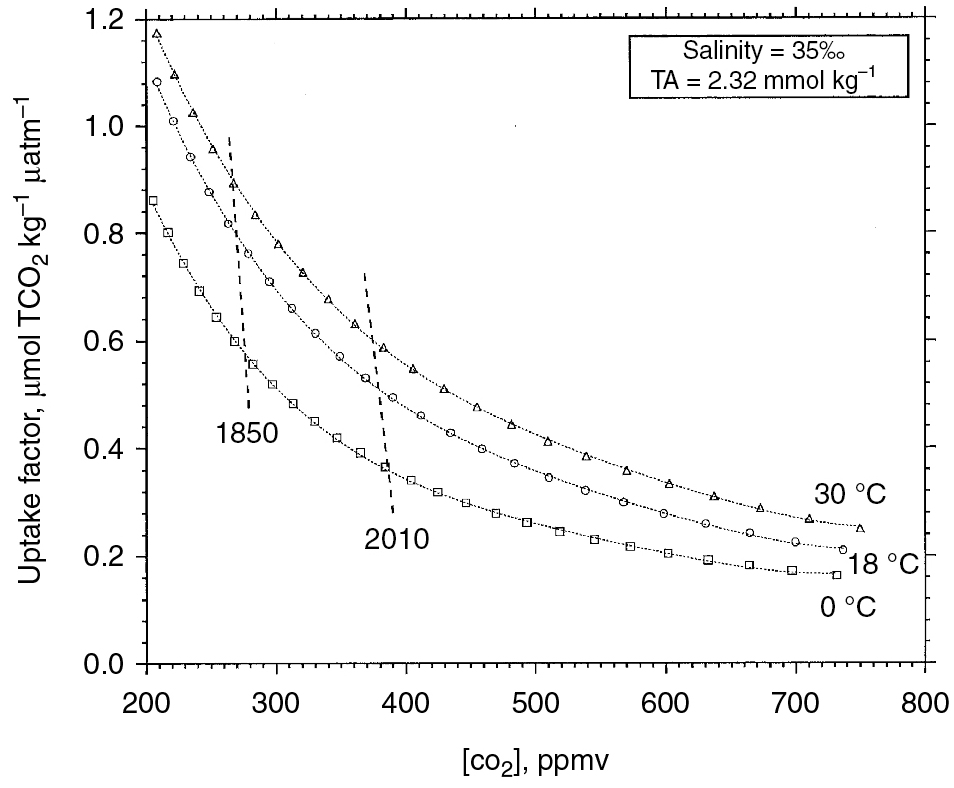 Salinity = 35‰
TA = 2.32 mmol kg⁻¹
Uptake factor, μmol TCO₂ kg⁻¹ μatm⁻¹
1.2
1.0
0.8
0.6
0.4
0.2
0.0
1850
2010
30 °C
18 °C
0 °C
200 300 400 500 600 700 800
[co₂], ppmv